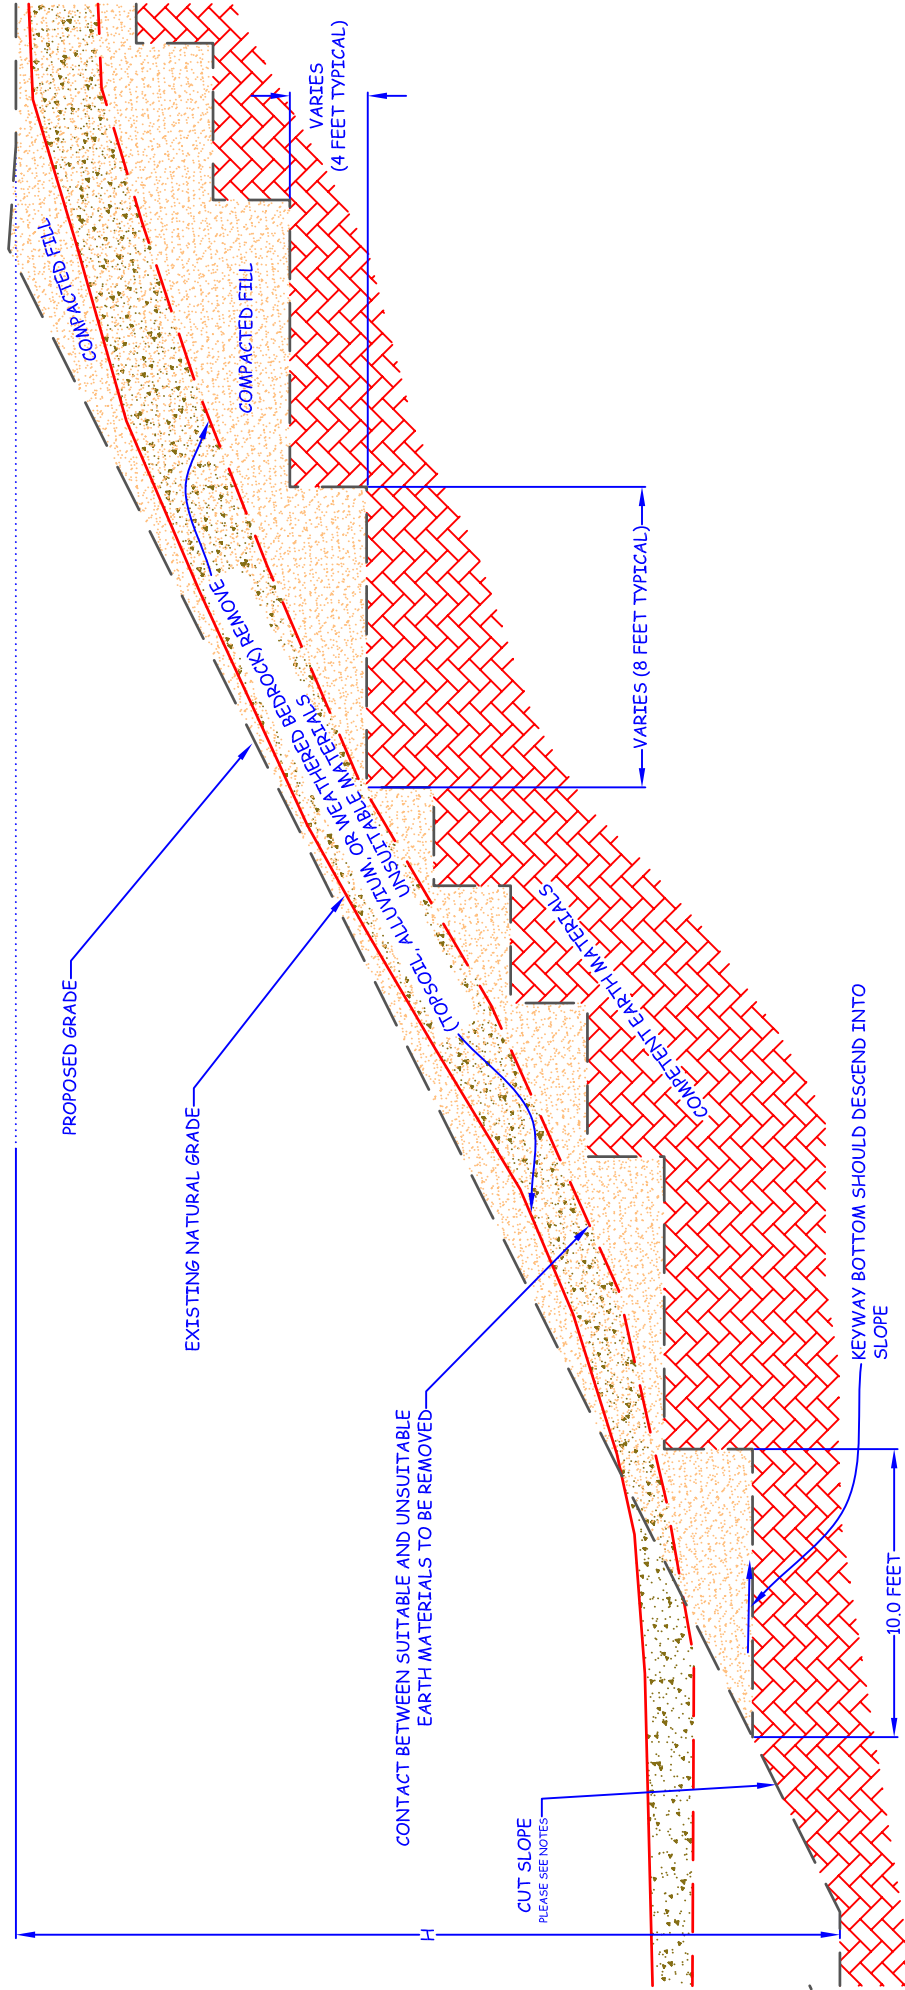 PROPOSED GRADE
EXISTING NATURAL GRADE
CONTACT BETWEEN SUITABLE AND UNSUITABLE
EARTH MATERIALS TO BE REMOVED
CUT SLOPE
PLEASE SEE NOTES
H
COMPACTED FILL
COMPACTED FILL
(TOPSOIL, ALLUVIUM, OR WEATHERED BEDROCK) REMOVE
UNSUITABLE MATERIALS
COMPETENT EARTH MATERIALS
VARIES
(4 FEET TYPICAL)
VARIES (8 FEET TYPICAL)
KEYWAY BOTTOM SHOULD DESCEND INTO
SLOPE
10.0 FEET